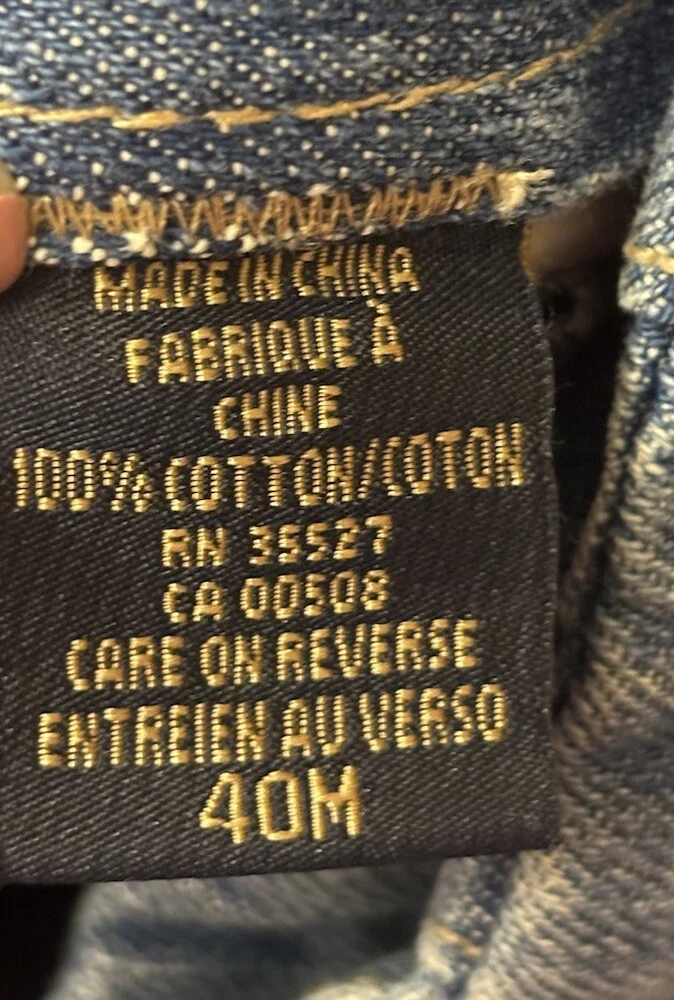 MADE IN CHINA
FABRIQUE À
CHINE
100% COTTON/COTON
RN 35527
CA 00508
CARE ON REVERSE
ENTREIEN AU VERSO
40M